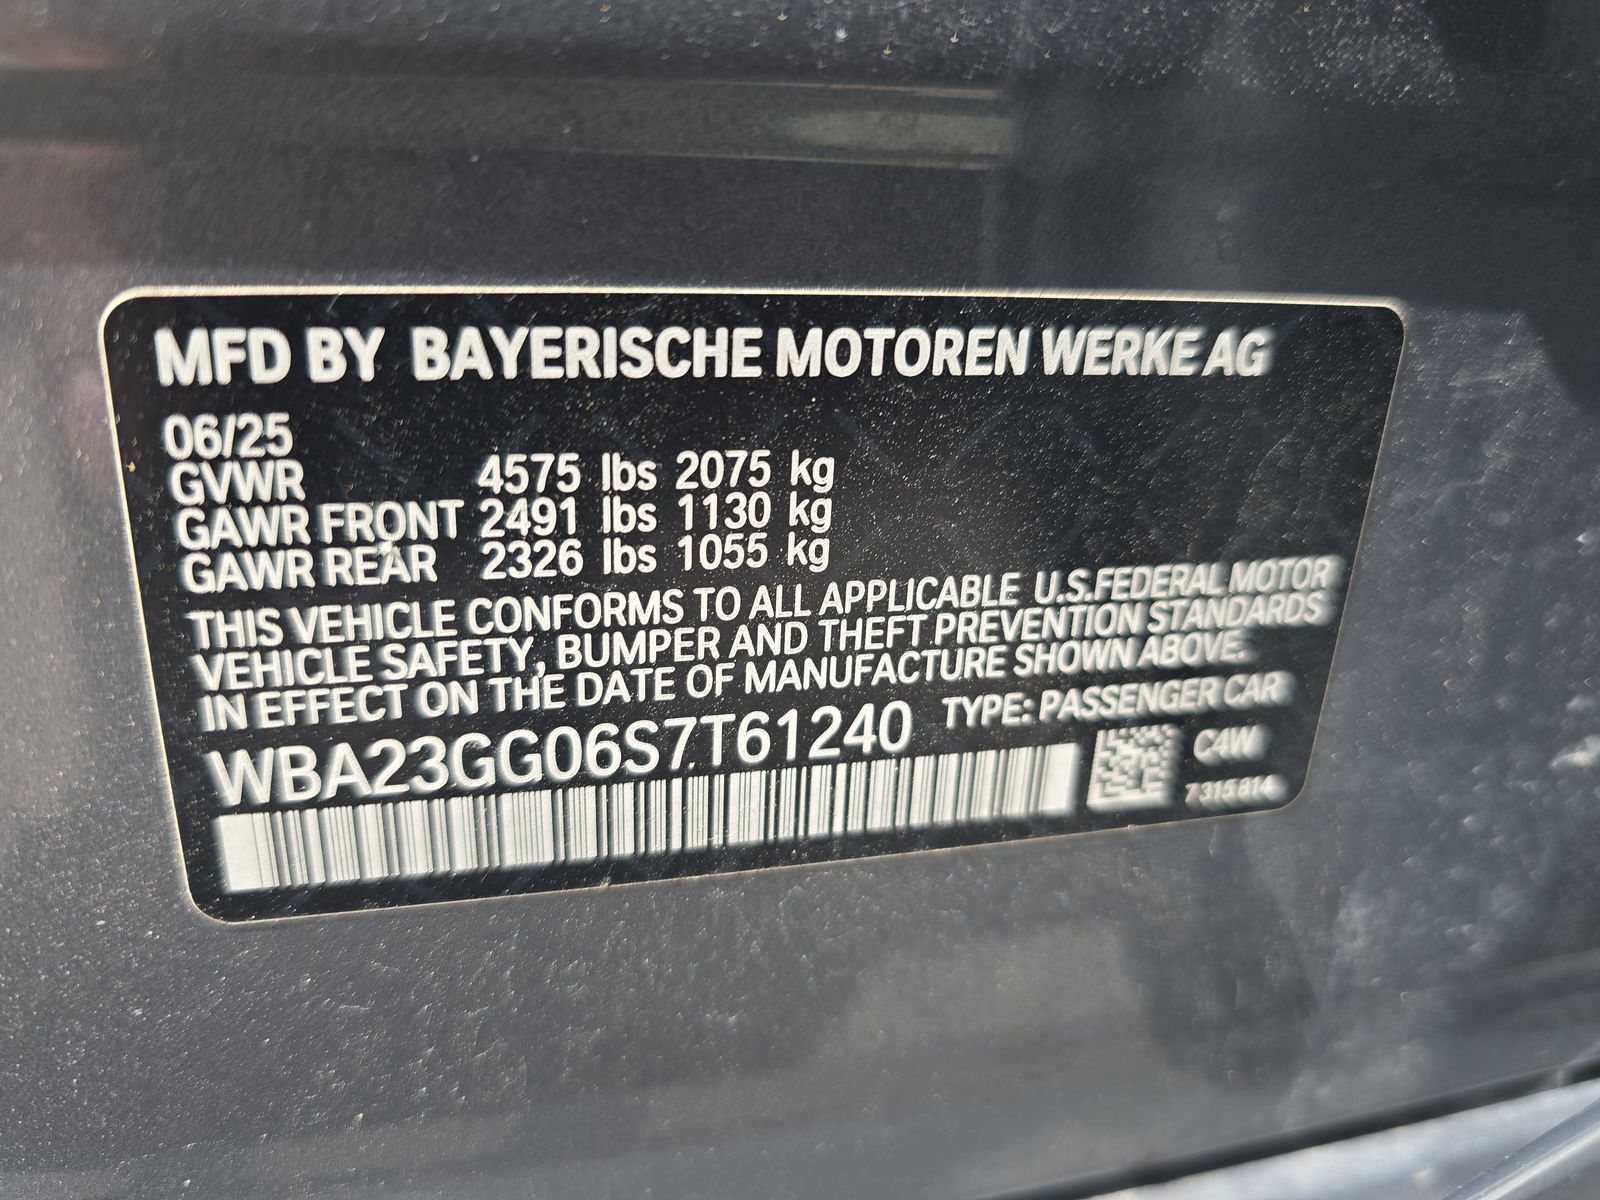 MFD BY BAYERISCHE MOTOREN WERKE AG
06/25
GVWR 4575 lbs 2075 kg
GAWR FRONT 2491 lbs 1130 kg
GAWR REAR 2326 lbs 1055 kg
THIS VEHICLE CONFORMS TO ALL APPLICABLE U.S.FEDERAL MOTOR
VEHICLE SAFETY, BUMPER AND THEFT PREVENTION STANDARDS
IN EFFECT ON THE DATE OF MANUFACTURE SHOWN ABOVE.
WBA23GG06S7T61240 TYPE: PASSENGER CAR
C4W
7315814